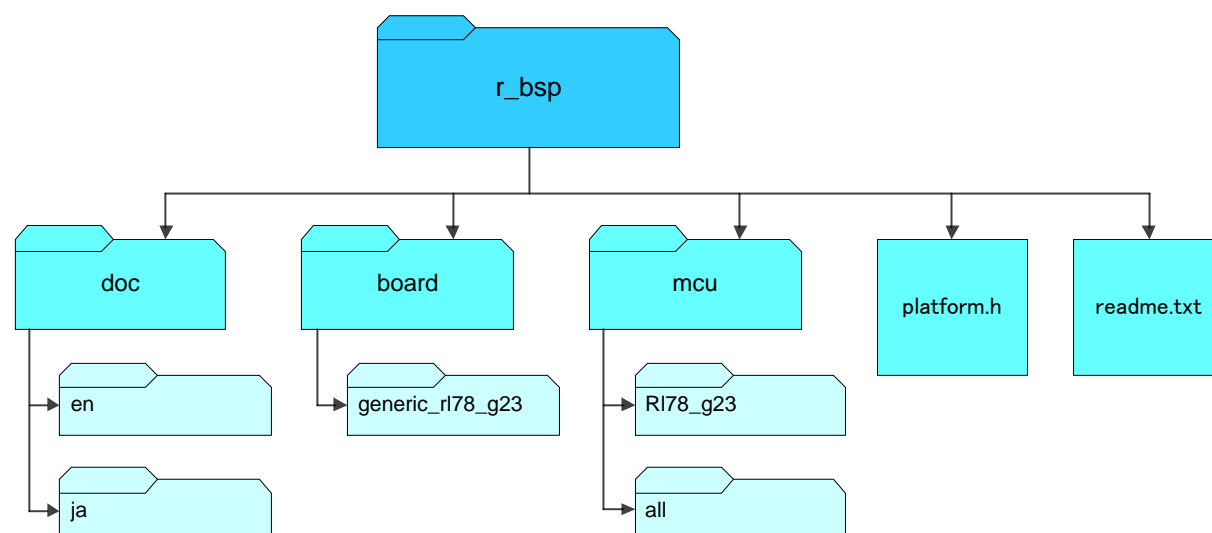 r_bsp
doc
board
mcu
platform.h
readme.txt
en
generic_rl78_g23
Rl78_g23
ja
all